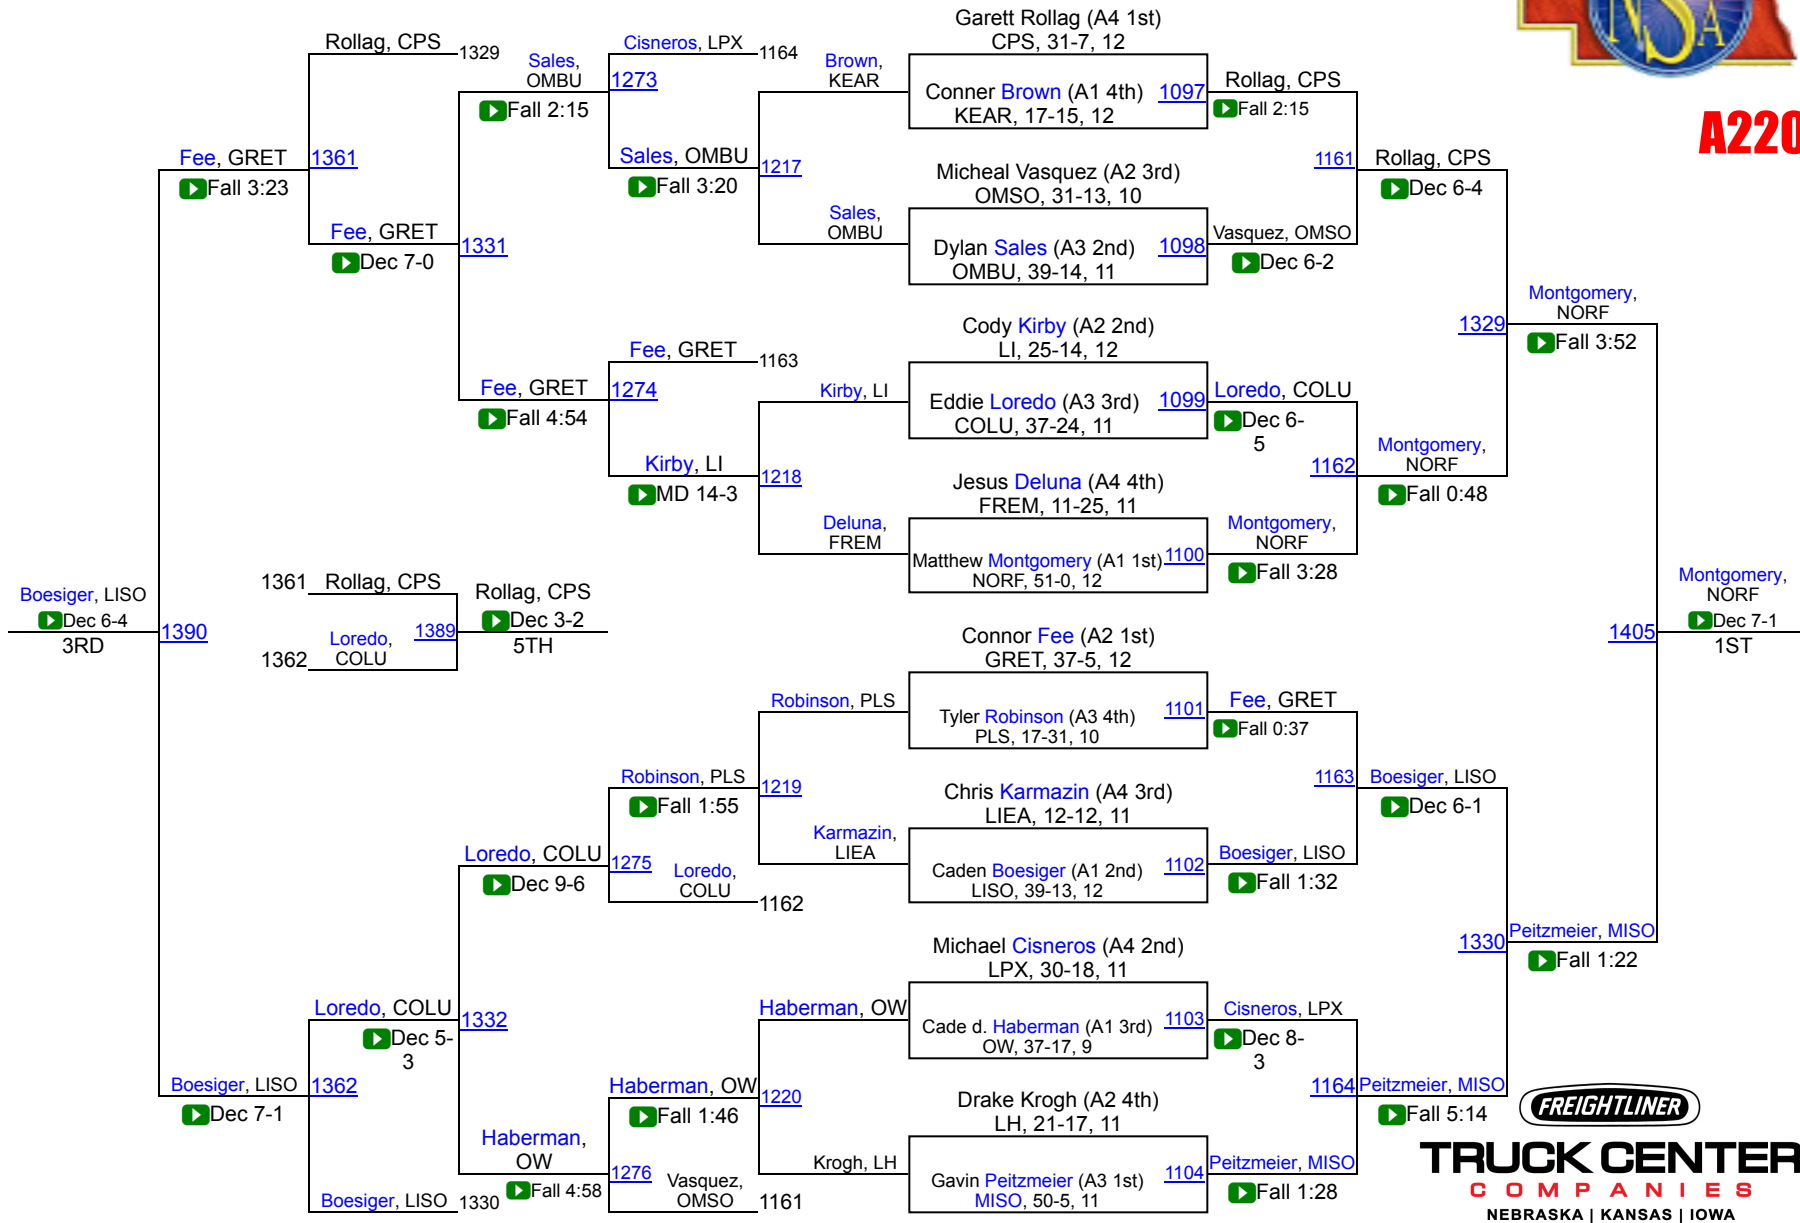 Garett Rollag (A4 1st)
CPS, 31-7, 12
Conner Brown (A1 4th) 1097
KEAR, 17-15, 12
Micheal Vasquez (A2 3rd)
OMSO, 31-13, 10
Dylan Sales (A3 2nd) 1098
OMBU, 39-14, 11
Cody Kirby (A2 2nd)
LI, 25-14, 12
Eddie Loredo (A3 3rd) 1099
COLU, 37-24, 11
Jesus Deluna (A4 4th)
FREM, 11-25, 11
Matthew Montgomery (A1 1st) 1100
NORF, 51-0, 12
Connor Fee (A2 1st)
GRET, 37-5, 12
Tyler Robinson (A3 4th) 1101
PLS, 17-31, 10
Chris Karmazin (A4 3rd)
LIEA, 12-12, 11
Caden Boesiger (A1 2nd) 1102
LISO, 39-13, 12
Michael Cisneros (A4 2nd)
LPX, 30-18, 11
Cade d. Haberman (A1 3rd) 1103
OW, 37-17, 9
Drake Krogh (A2 4th)
LH, 21-17, 11
Gavin Peitzmeier (A3 1st) 1104
MISO, 50-5, 11
Rollag, CPS
Fall 2:15
Vasquez, OMSO
Dec 6-2
Loredo, COLU
Dec 6-
5
Montgomery,
NORF
Fall 3:28
Fee, GRET
Fall 0:37
Boesiger, LISO
Fall 1:32
Cisneros, LPX
Dec 8-
3
Peitzmeier, MISO
Fall 1:28
1161
Rollag, CPS
Dec 6-4
1162
Montgomery,
NORF
Fall 0:48
1163
Boesiger, LISO
Dec 6-1
1164
Peitzmeier, MISO
Fall 5:14
1329
Montgomery,
NORF
Fall 3:52
1330
Peitzmeier, MISO
Fall 1:22
1405
Montgomery,
NORF
Dec 7-1
1ST
Brown,
KEAR
1217
Sales,
OMBU
Kirby, LI
1218
Deluna,
FREM
Robinson, PLS
1219
Karmazin,
LIEA
Haberman, OW
1220
Krogh, LH
Cisneros, LPX 1164
1273
Sales, OMBU
Fall 3:20
Fee, GRET 1163
1274
Kirby, LI
MD 14-3
Robinson, PLS
Fall 1:55
1275
Loredo,
COLU
1162
Haberman, OW
Fall 1:46
1276
Vasquez,
OMSO
1161
Sales,
OMBU
Fall 2:15
1331
Fee, GRET
Fall 4:54
Loredo, COLU
Dec 9-6
1332
Haberman,
OW
Fall 4:58
Rollag, CPS 1329
1361
Fee, GRET
Dec 7-0
Loredo, COLU
Dec 5-
3
1362
Boesiger, LISO 1330
Fee, GRET
Fall 3:23
1390
Boesiger, LISO
Dec 7-1
Boesiger, LISO
Dec 6-4
3RD
1361 Rollag, CPS
1389
1362 Loredo,
COLU
Rollag, CPS
Dec 3-2
5TH
NSA
A220
FREIGHTLINER
TRUCK CENTER
COMPANIES
NEBRASKA | KANSAS | IOWA